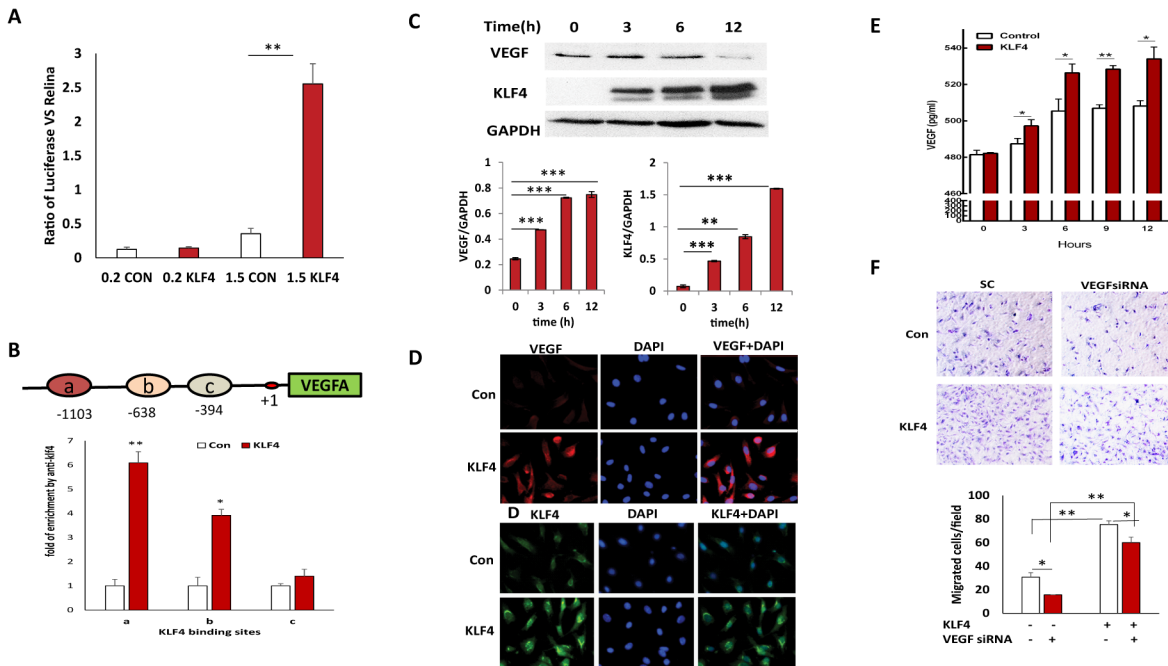 A
Ratio of Luciferase VS Relina
3
2.5
2
1.5
1
0.5
0
**
0.2 CON 0.2 KLF4 1.5 CON 1.5 KLF4
B
a b c VEGFA
-1103 -638 -394 +1
fold of enrichment by anti-klf4
8
7
6
5
4
3
2
1
0
Con KLF4
** *
a b c
KLF4 binding sites
C
Time(h) 0 3 6 12
VEGF
KLF4
GAPDH
VEGF/GAPDH
1
0.8
0.6
0.4
0.2
0
***
***
***
0 3 6 12
time (h)
KLF4/GAPDH
2
1.5
1
0.5
0
***
**
***
0 3 6 12
time(h)
D
VEGF DAPI VEGF+DAPI
Con
KLF4
D KLF4 DAPI KLF4+DAPI
Con
KLF4
E
Control
KLF4
VEGF (pg/ml)
560
540
520
500
480
460
400
300
200
100
0
* * ** *
0 3 6 9 12
Hours
F
SC VEGFsiRNA
Con
KLF4
Migrated cells/field
100
80
60
40
20
0
**
** *
*
KLF4 - - + +
VEGF siRNA - + - +